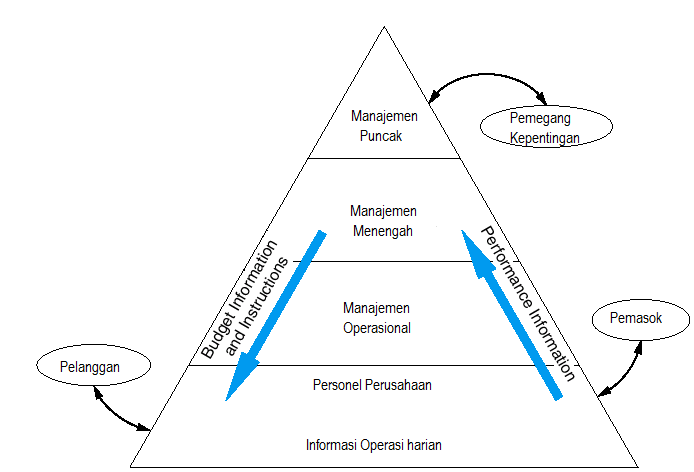 Manajemen
Puncak
Pemegang
Kepentingan
Manajemen
Menengah
Budget Information
and Instructions
Performance Information
Manajemen
Operasional
Pemasok
Pelanggan
Personel Perusahaan
Informasi Operasi harian